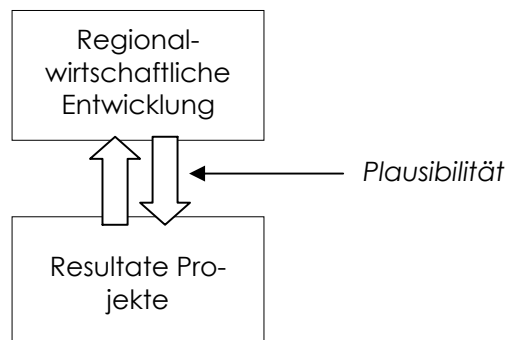 Regional-
wirtschaftliche
Entwicklung
Plausibilität
Resultate Pro-
jekte